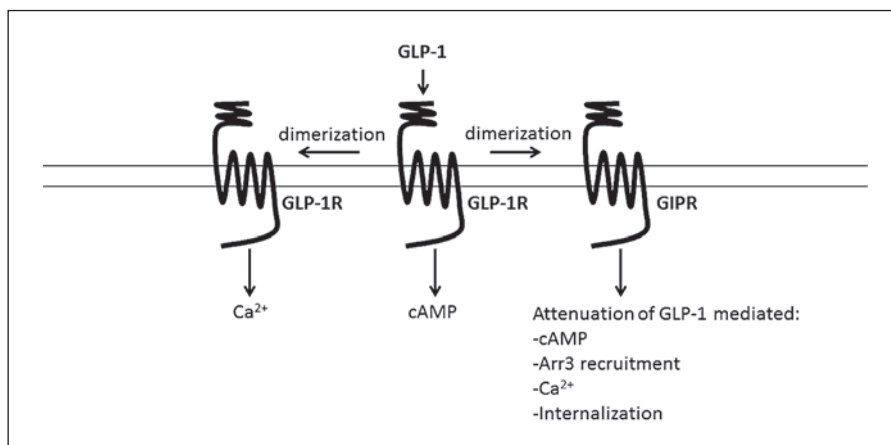 GLP-1
dimerization
dimerization
GLP-1R
GLP-1R
GIPR
Ca²⁺
cAMP
Attenuation of GLP-1 mediated:
-cAMP
-Arr3 recruitment
-Ca²⁺
-Internalization